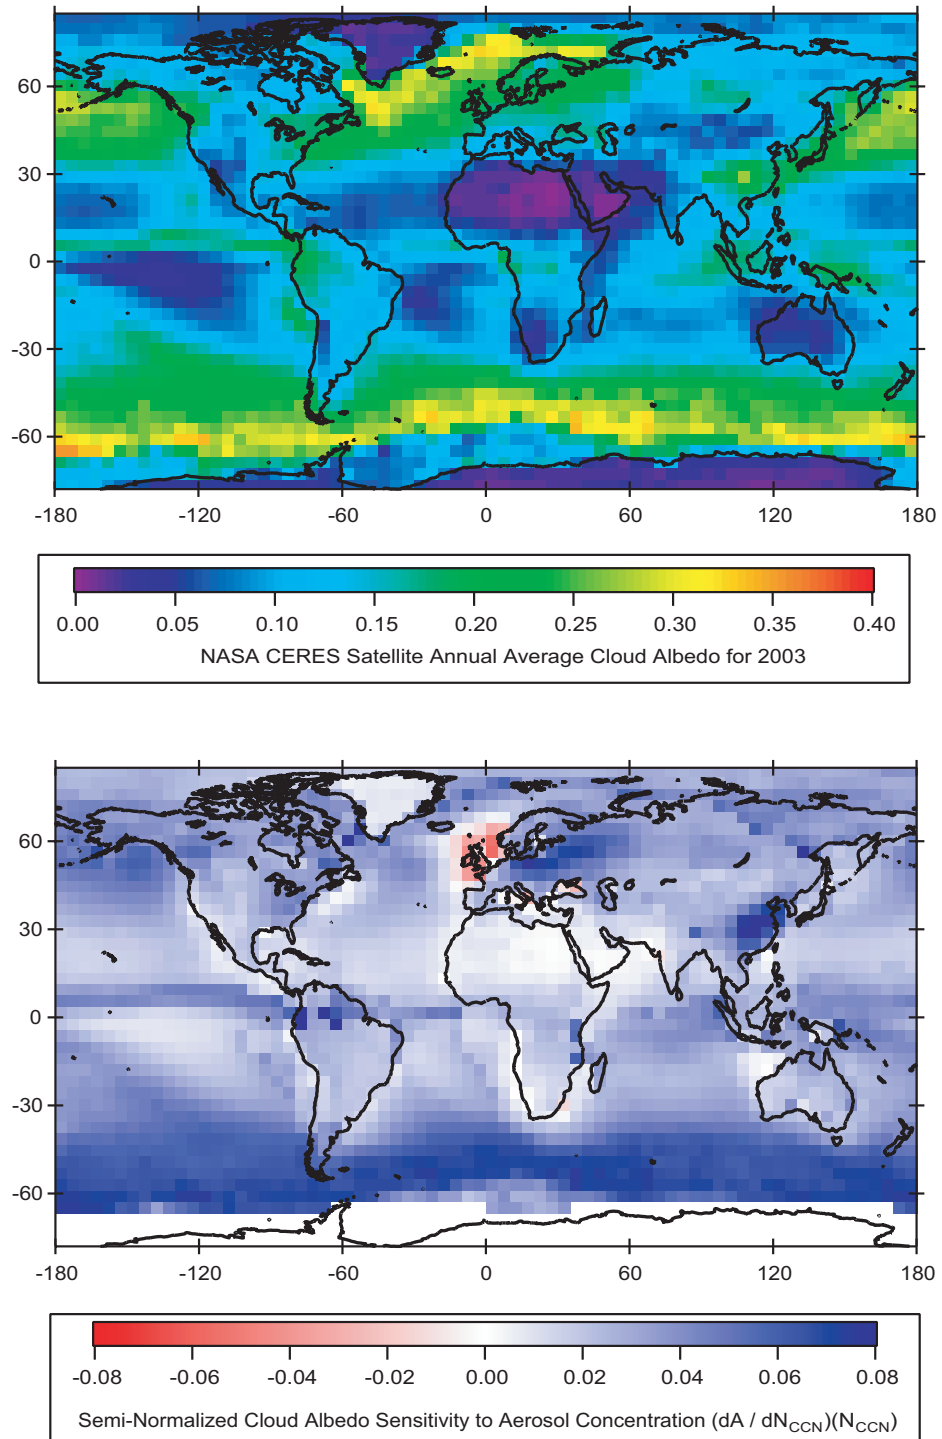 60
30
0
-30
-60
-180 -120 -60 0 60 120 180
0.00 0.05 0.10 0.15 0.20 0.25 0.30 0.35 0.40
NASA CERES Satellite Annual Average Cloud Albedo for 2003
60
30
0
-30
-60
-180 -120 -60 0 60 120 180
-0.08 -0.06 -0.04 -0.02 0.00 0.02 0.04 0.06 0.08
Semi-Normalized Cloud Albedo Sensitivity to Aerosol Concentration (dA / dN_CCN)(N_CCN)